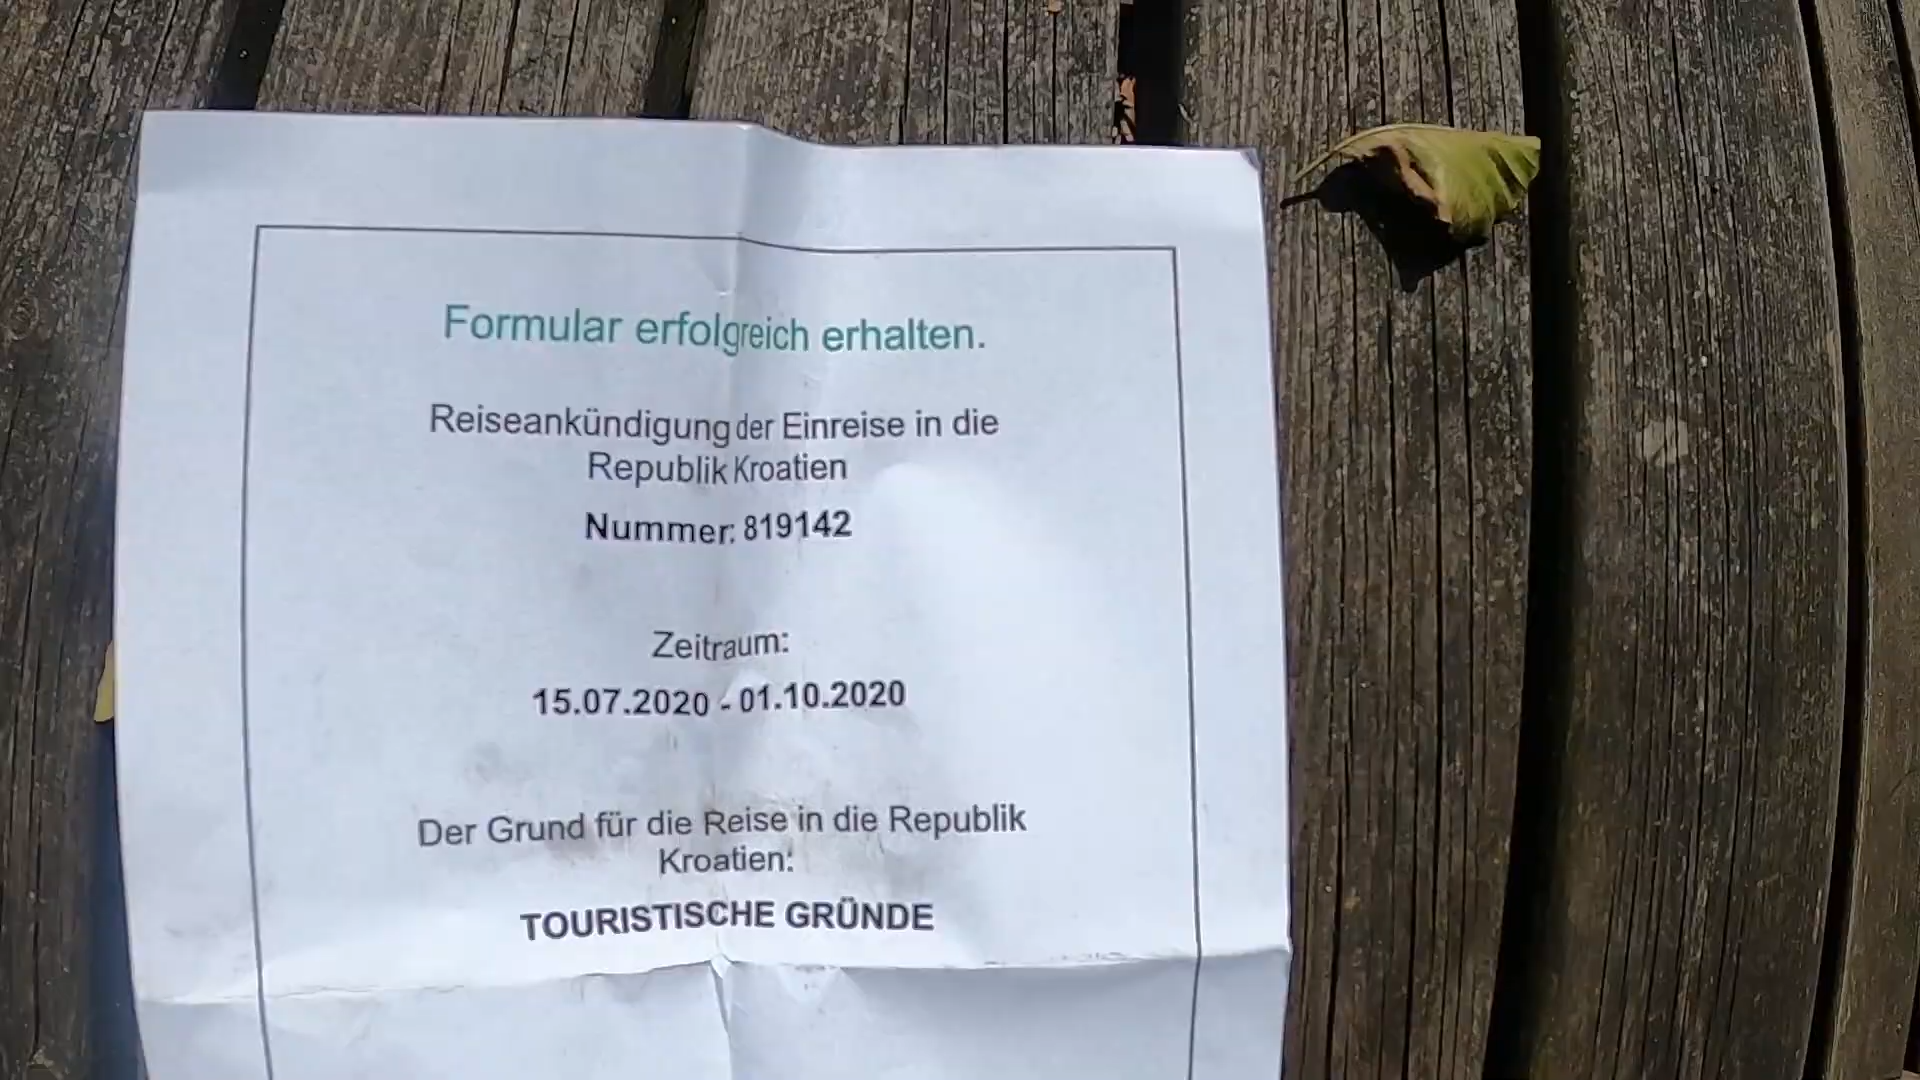 Formular erfolgreich erhalten.
Reiseankündigung der Einreise in die
Republik Kroatien
Nummer: 819142
Zeitraum:
15.07.2020 - 01.10.2020
Der Grund für die Reise in die Republik
Kroatien:
TOURISTISCHE GRÜNDE